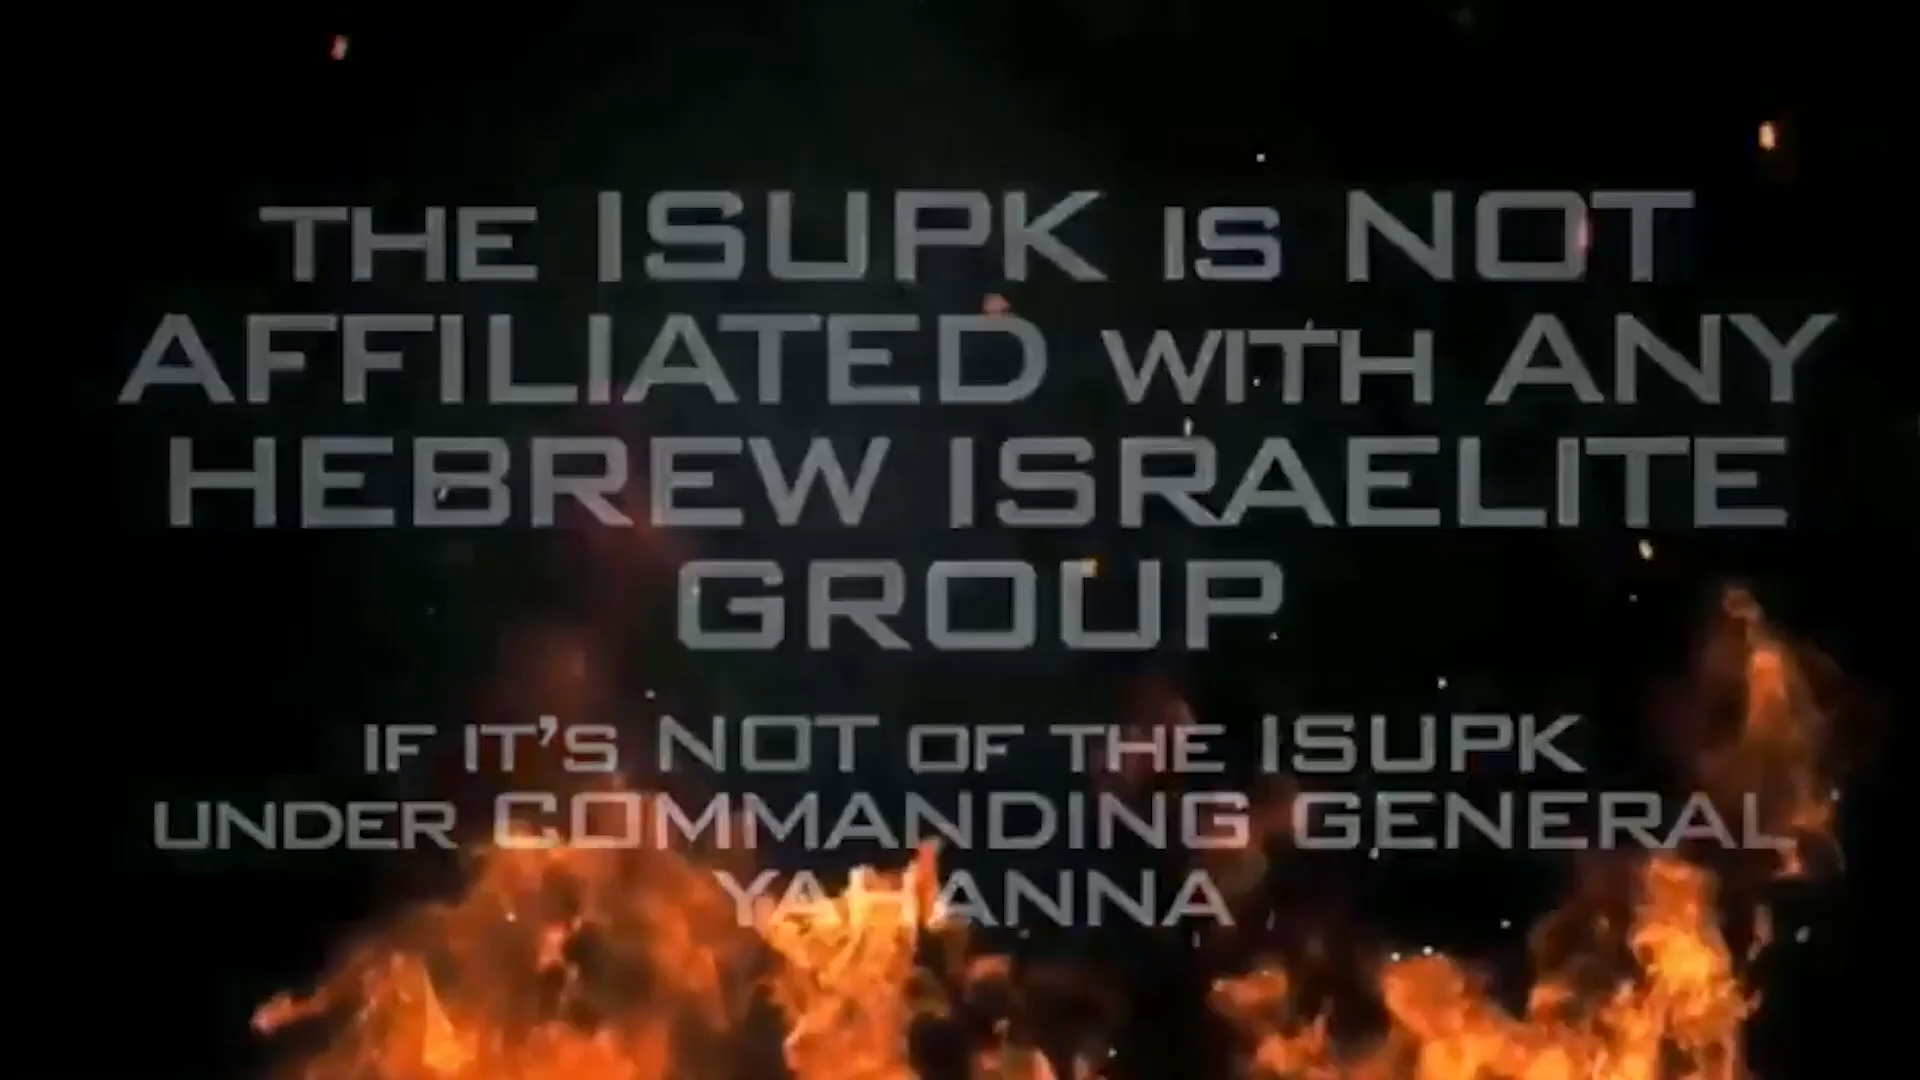 THE ISUPK IS NOT
AFFILIATED WITH ANY
HEBREW ISRAELITE
GROUP
IF IT'S NOT OF THE ISUPK
UNDER COMMANDING GENERAL
YAHANNA